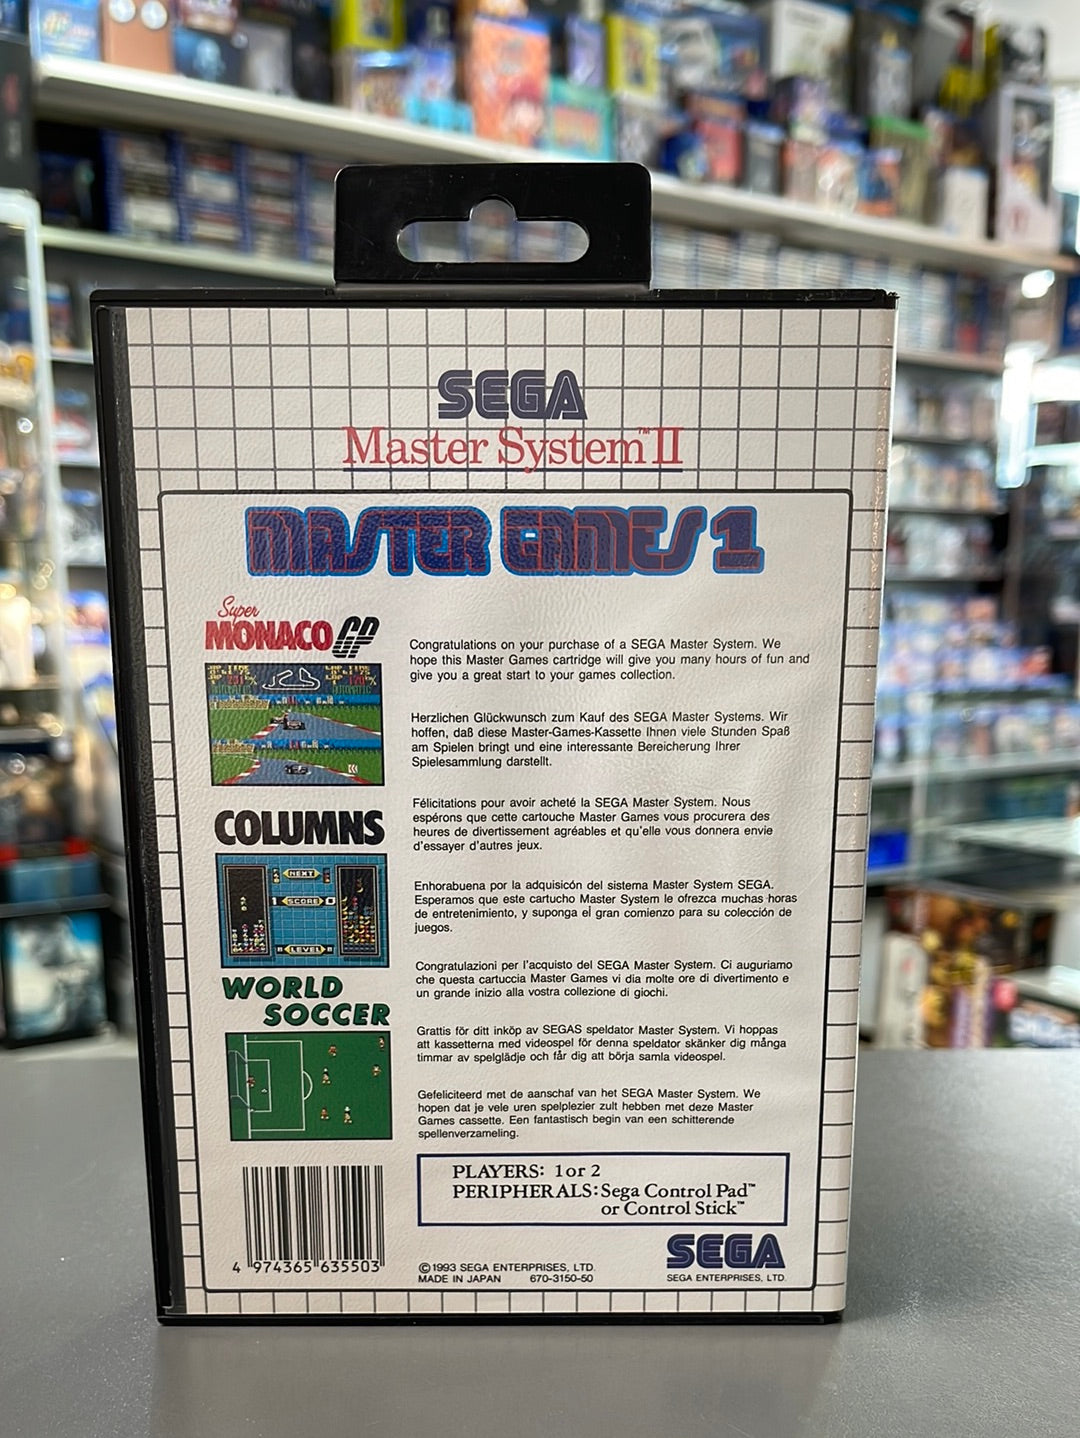 SEGA
Master System™ II
MASTER GAMES 1
Super
MONACO GP
Congratulations on your purchase of a SEGA Master System. We
hope this Master Games cartridge will give you many hours of fun and
give you a great start to your games collection.
Herzlichen Glückwunsch zum Kauf des SEGA Master Systems. Wir
hoffen, daß diese Master-Games-Kassette Ihnen viele Stunden Spaß
am Spielen bringt und eine interessante Bereicherung Ihrer
Spielesammlung darstellt.
COLUMNS
NEXT
1 SCORE 0
LEVEL
Félicitations pour avoir acheté la SEGA Master System. Nous
espérons que cette cartouche Master Games vous procurera des
heures de divertissement agréables et qu'elle vous donnera envie
d'essayer d'autres jeux.
Enhorabuena por la adquisicón del sistema Master System SEGA.
Esperamos que este cartucho Master System le ofrezca muchas horas
de entretenimiento, y suponga el gran comienzo para su colección de
juegos.
WORLD
SOCCER
Congratulazioni per l'acquisto del SEGA Master System. Ci auguriamo
che questa cartuccia Master Games vi dia molte ore di divertimento e
un grande inizio alla vostra collezione di giochi.
Grattis för ditt inköp av SEGAS speldator Master System. Vi hoppas
att kassetterna med videospel för denna speldator skänker dig många
timmar av spelglädje och får dig att börja samla videospel.
Gefeliciteerd met de aanschaf van het SEGA Master System. We
hopen dat je vele uren spelplezier zult hebben met deze Master
Games cassette. Een fantastisch begin van een schitterende
spellenverzameling.
PLAYERS: 1 or 2
PERIPHERALS: Sega Control Pad™
or Control Stick™
4 974365 635503
©1993 SEGA ENTERPRISES, LTD.
MADE IN JAPAN 670-3150-50
SEGA
SEGA ENTERPRISES, LTD.